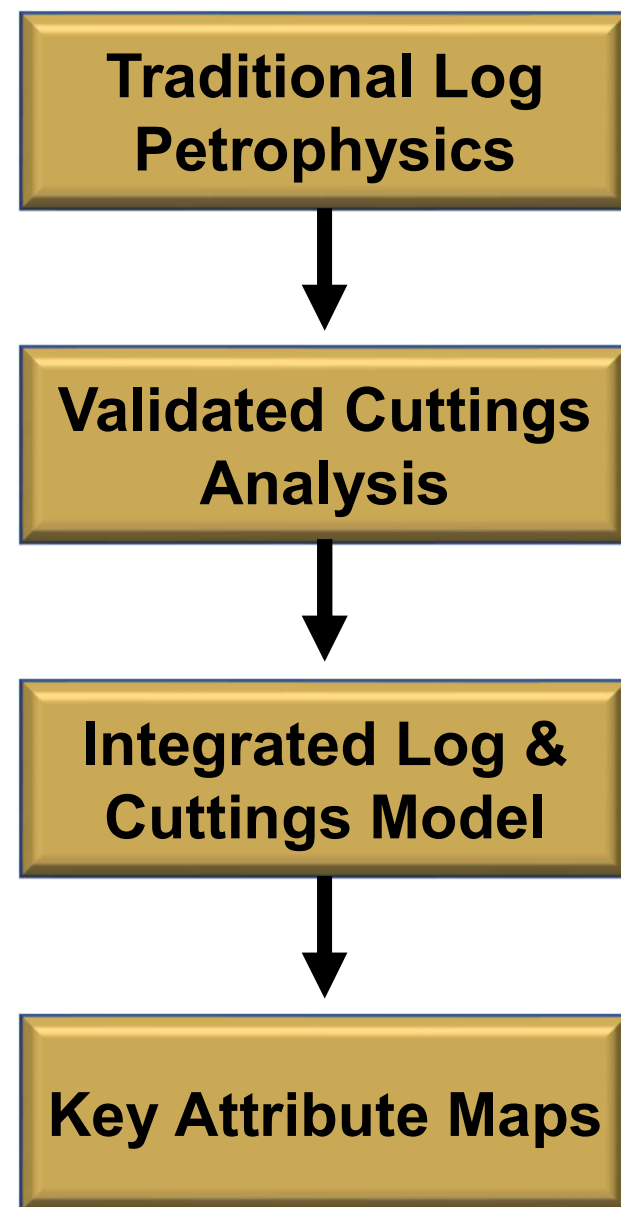 Traditional Log
Petrophysics
Validated Cuttings
Analysis
Integrated Log &
Cuttings Model
Key Attribute Maps